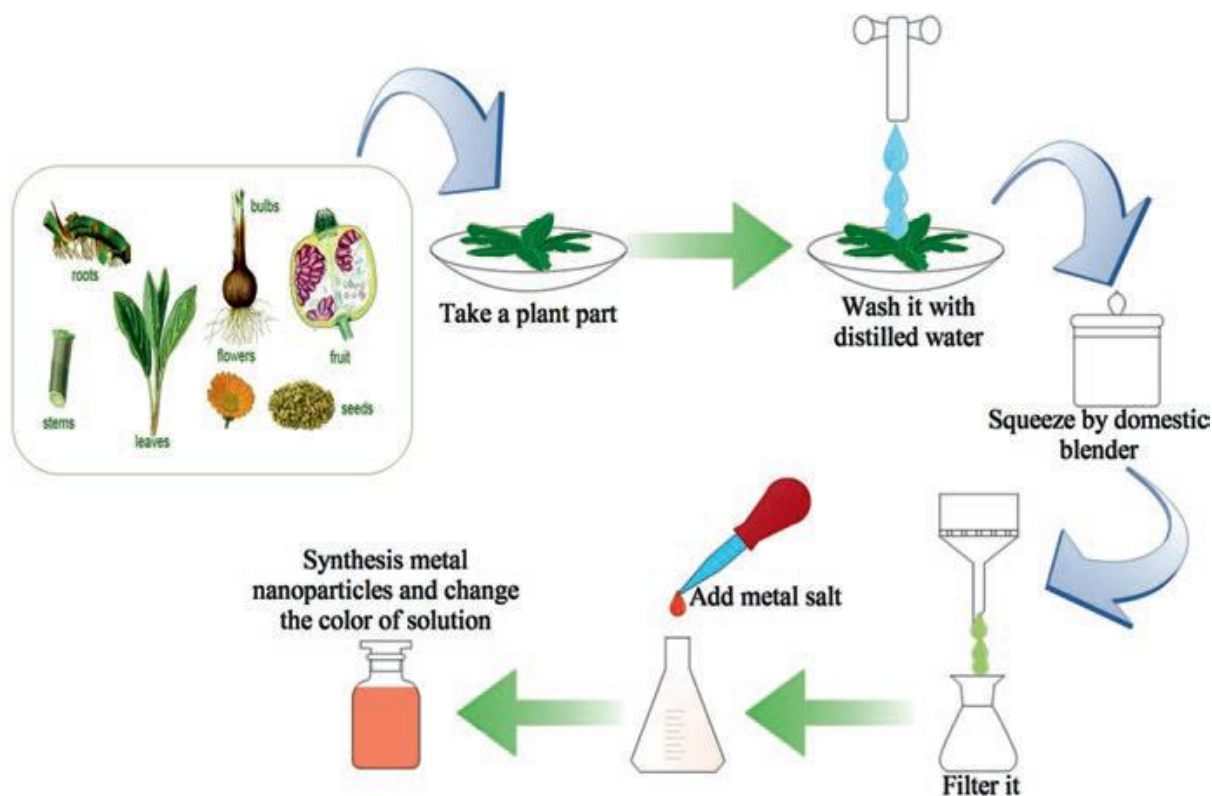 bulbs
roots
flowers
fruit
stems
leaves
seeds
Take a plant part
Wash it with
distilled water
Squeeze by domestic
blender
Filter it
Add metal salt
Synthesis metal
nanoparticles and change
the color of solution